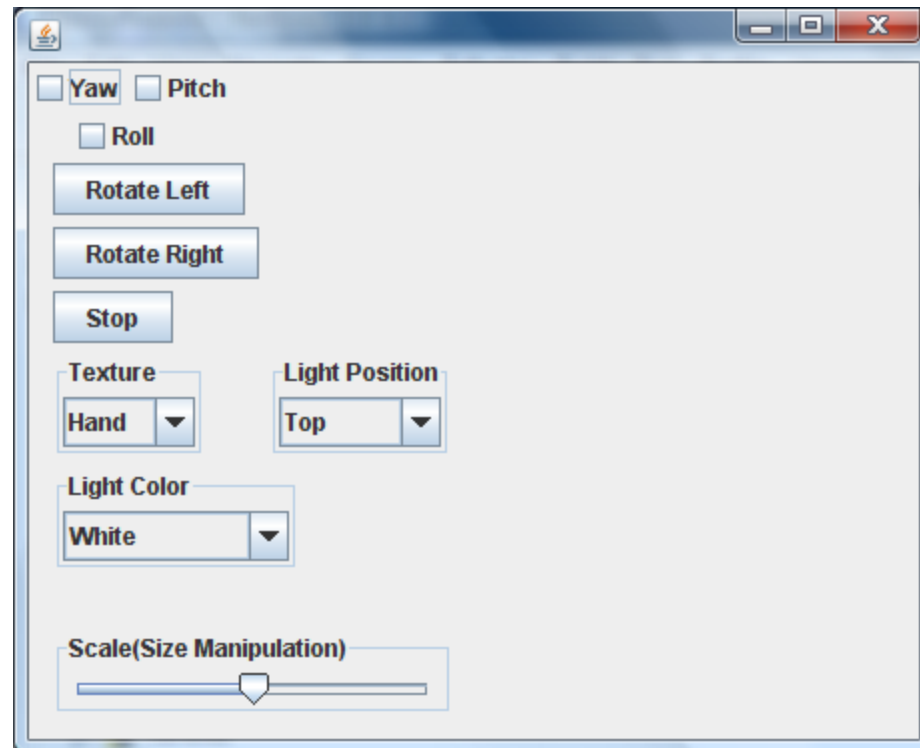 Yaw Pitch
Roll
Rotate Left
Rotate Right
Stop
Texture Light Position
Hand Top
Light Color
White
Scale(Size Manipulation)